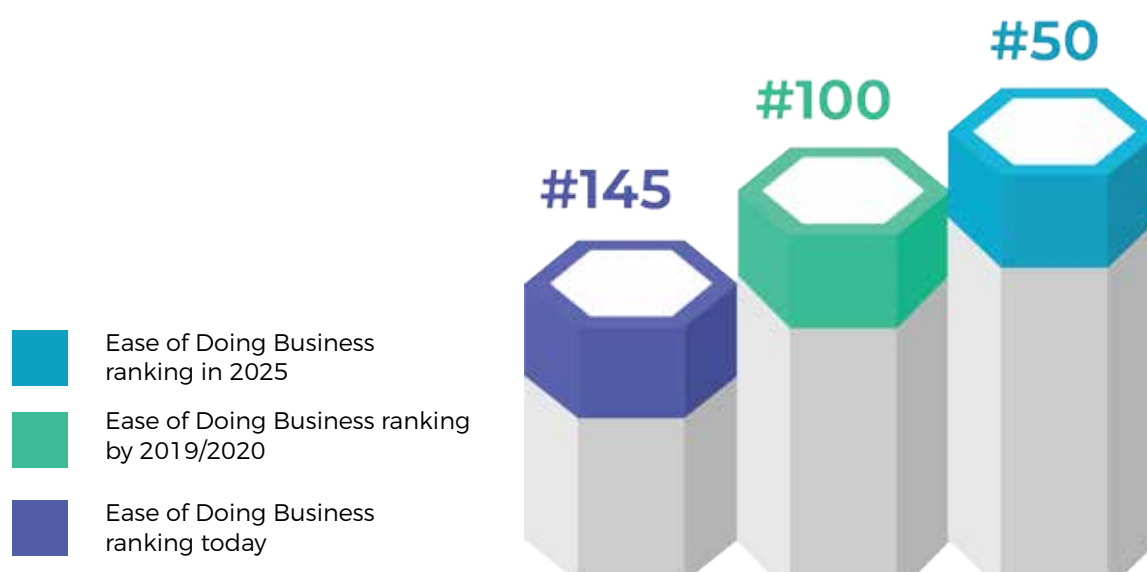 #50
#100
#145
Ease of Doing Business
ranking in 2025
Ease of Doing Business ranking
by 2019/2020
Ease of Doing Business
ranking today